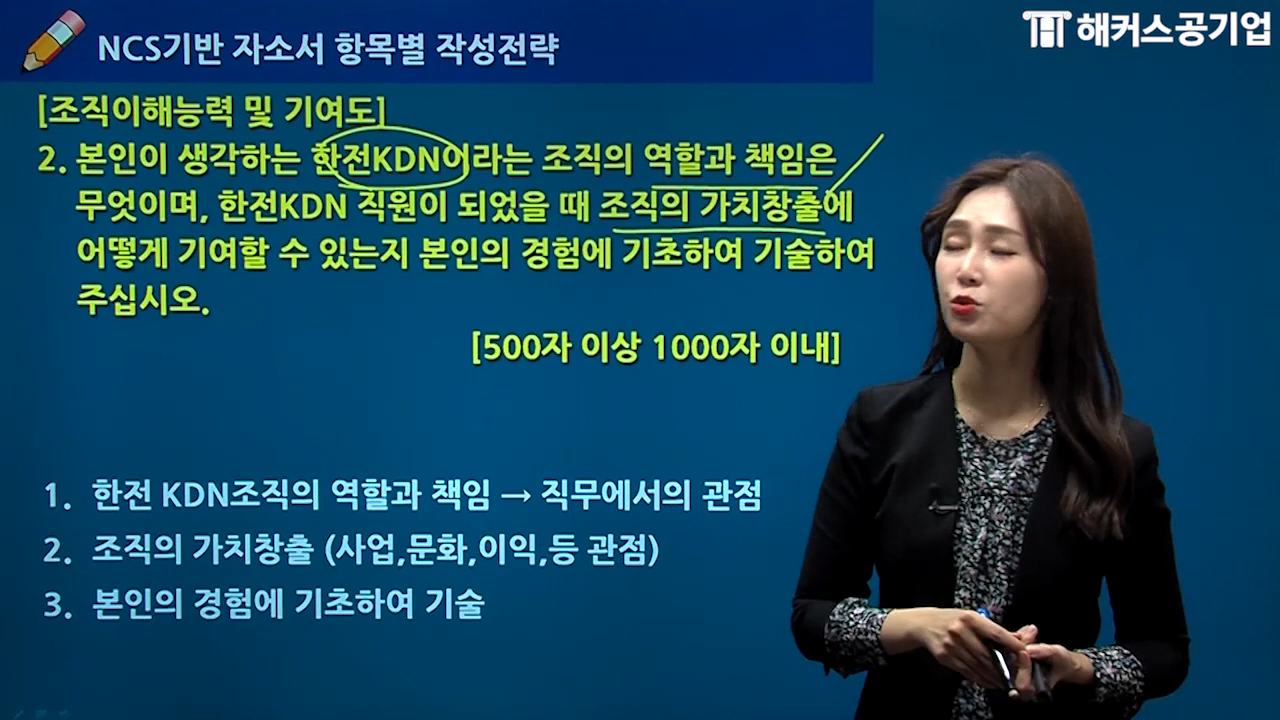 NCS기반 자소서 항목별 작성전략
해커스공기업
[조직이해능력 및 기여도]
2. 본인이 생각하는 한전KDN이라는 조직의 역할과 책임은
무엇이며, 한전KDN 직원이 되었을 때 조직의 가치창출에
어떻게 기여할 수 있는지 본인의 경험에 기초하여 기술하여
주십시오.
[500자 이상 1000자 이내]
1. 한전 KDN조직의 역할과 책임 → 직무에서의 관점
2. 조직의 가치창출 (사업,문화,이익,등 관점)
3. 본인의 경험에 기초하여 기술